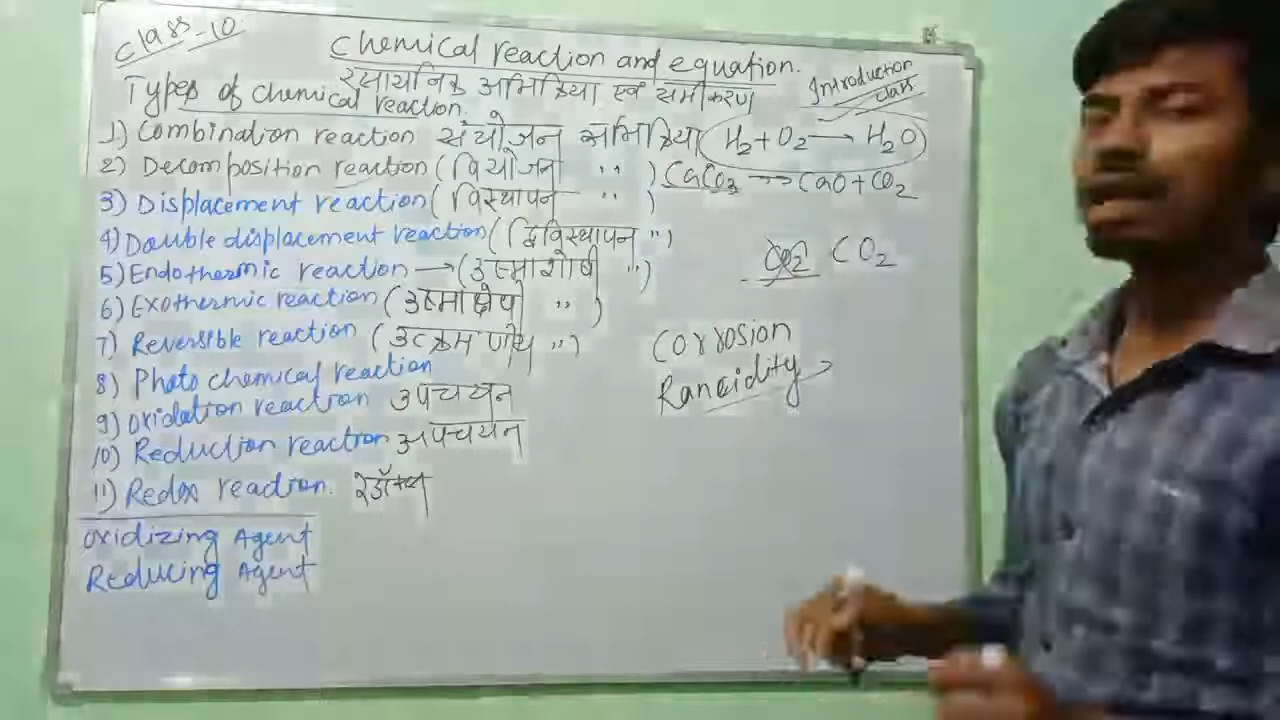 Class-10
Chemical reaction and equation.
रसायनिक अभिक्रिया एवं समीकरण
Introduction
class
Types of chemical reaction.
1) Combination reaction संयोजन अभिक्रिया H₂+O₂→H₂O
2) Decomposition reaction (वियोजन ") CaCO₃→CaO+CO₂
3) Displacement reaction (विस्थापन ")
4) Double displacement reaction (द्विविस्थापन ")
5) Endothermic reaction → (उष्माशोषी ")
CO₂
6) Exothermic reaction (उष्माक्षेपी ")
7) Reversible reaction (उत्क्रमणीय ")
8) Photo chemical reaction
9) Oxidation reaction उपचयन
10) Reduction reaction अपचयन
11) Redox reaction.
Oxidizing Agent
Reducing Agent
Corrosion
Rancidity